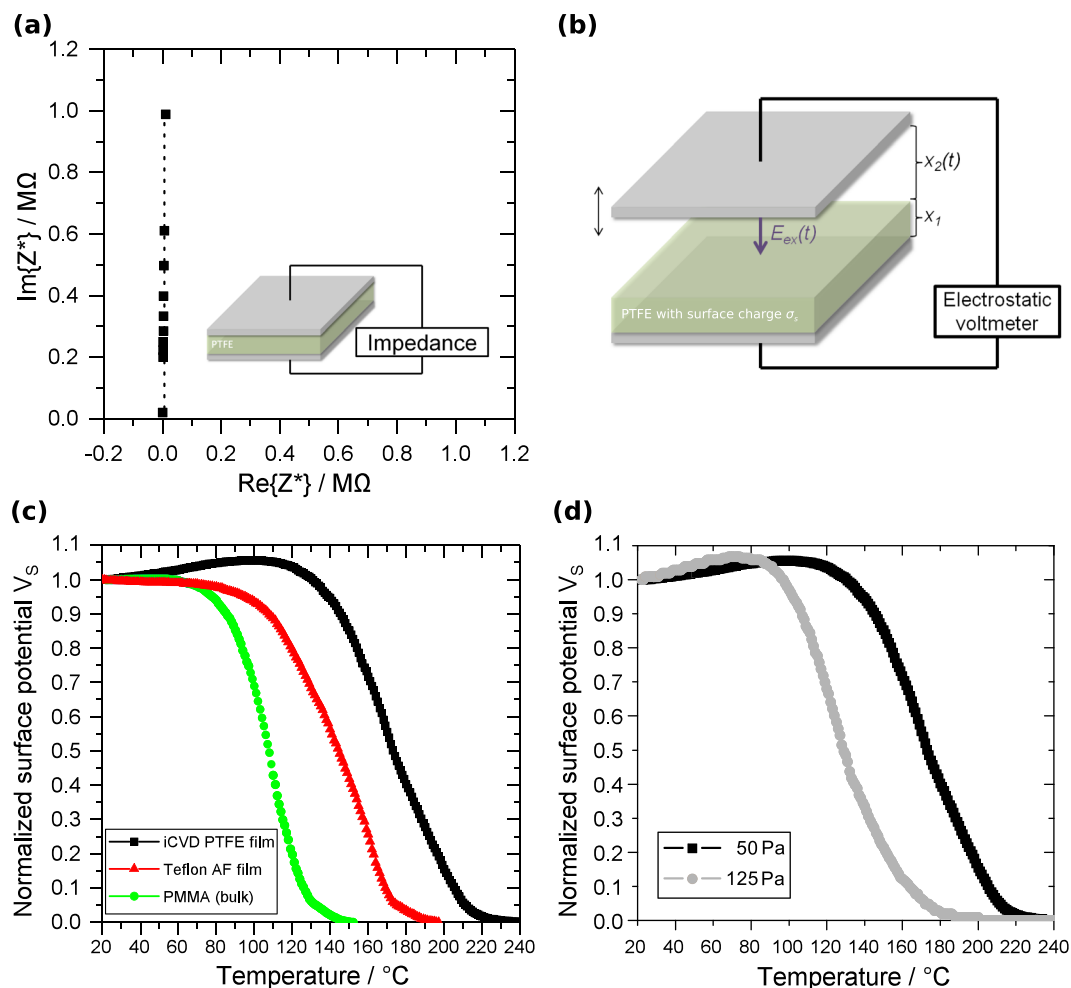 (a)
1.2
1.0
0.8
0.6
0.4
0.2
0.0
Im{Z*} / MΩ
-0.2 0.0 0.2 0.4 0.6 0.8 1.0 1.2
Re{Z*} / MΩ
PTFE
Impedance
(b)
x2(t)
x1
Eex(t)
PTFE with surface charge σs
Electrostatic
voltmeter
(c)
1.1
1.0
0.9
0.8
0.7
0.6
0.5
0.4
0.3
0.2
0.1
0.0
Normalized surface potential VS
iCVD PTFE film
Teflon AF film
PMMA (bulk)
20 40 60 80 100 120 140 160 180 200 220 240
Temperature / °C
(d)
1.1
1.0
0.9
0.8
0.7
0.6
0.5
0.4
0.3
0.2
0.1
0.0
Normalized surface potential VS
50 Pa
125 Pa
20 40 60 80 100 120 140 160 180 200 220 240
Temperature / °C